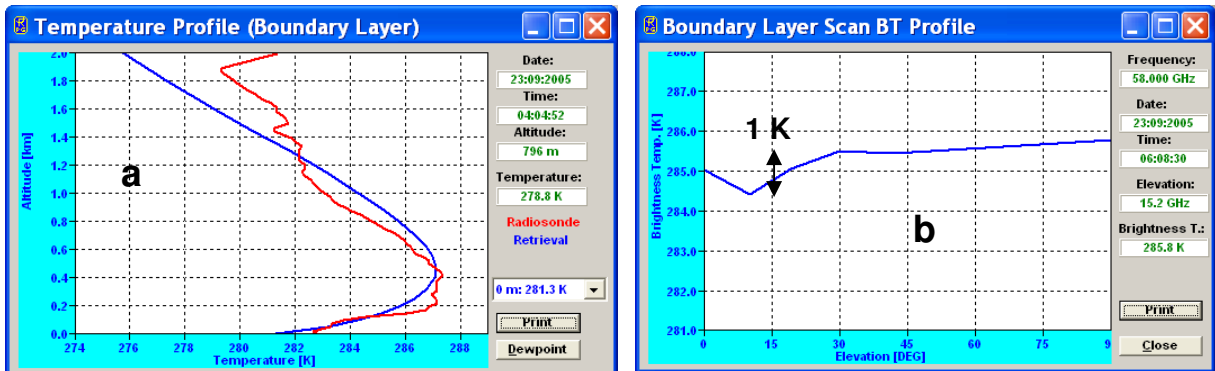 Temperature Profile (Boundary Layer)
2.0
1.8
1.6
1.4
1.2
1.0
0.8
0.6
0.4
0.2
0.0
Altitude [km]
a
274
276
278
280
282
284
286
288
Temperature [K]
Date:
23:09:2005
Time:
04:04:52
Altitude:
796 m
Temperature:
278.8 K
Radiosonde
Retrieval
0 m: 281.3 K
Print
Dewpoint
Boundary Layer Scan BT Profile
288.0
287.0
286.0
285.0
284.0
283.0
282.0
281.0
Brightness Temp. [K]
1 K
b
0
15
30
45
60
75
9
Elevation [DEG]
Frequency:
58.000 GHz
Date:
23:09:2005
Time:
06:08:30
Elevation:
15.2 GHz
Brightness T.:
285.8 K
Print
Close